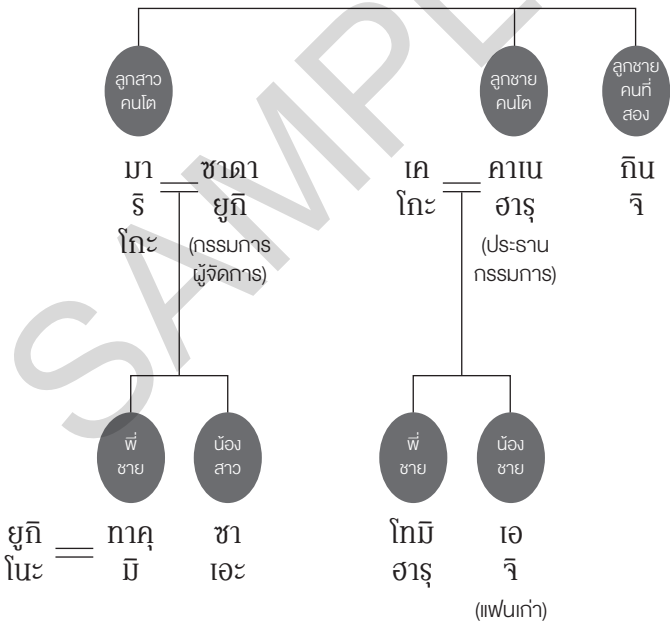 ลูกสาว
คนโต
ลูกชาย
คนโต
ลูกชาย
คนที่
สอง
มา
ริ
โกะ
ซาดา
ยูกิ
(กรรมการ
ผู้จัดการ)
เค
โกะ
คาเน
ฮารุ
(ประธาน
กรรมการ)
กิน
จิ
พี่
ชาย
น้อง
สาว
พี่
ชาย
น้อง
ชาย
ยูกิ
โนะ
ทาคุ
มิ
ซา
เอะ
โทมิ
ฮารุ
เอ
จิ
(แฟนเก่า)
SAMPLE